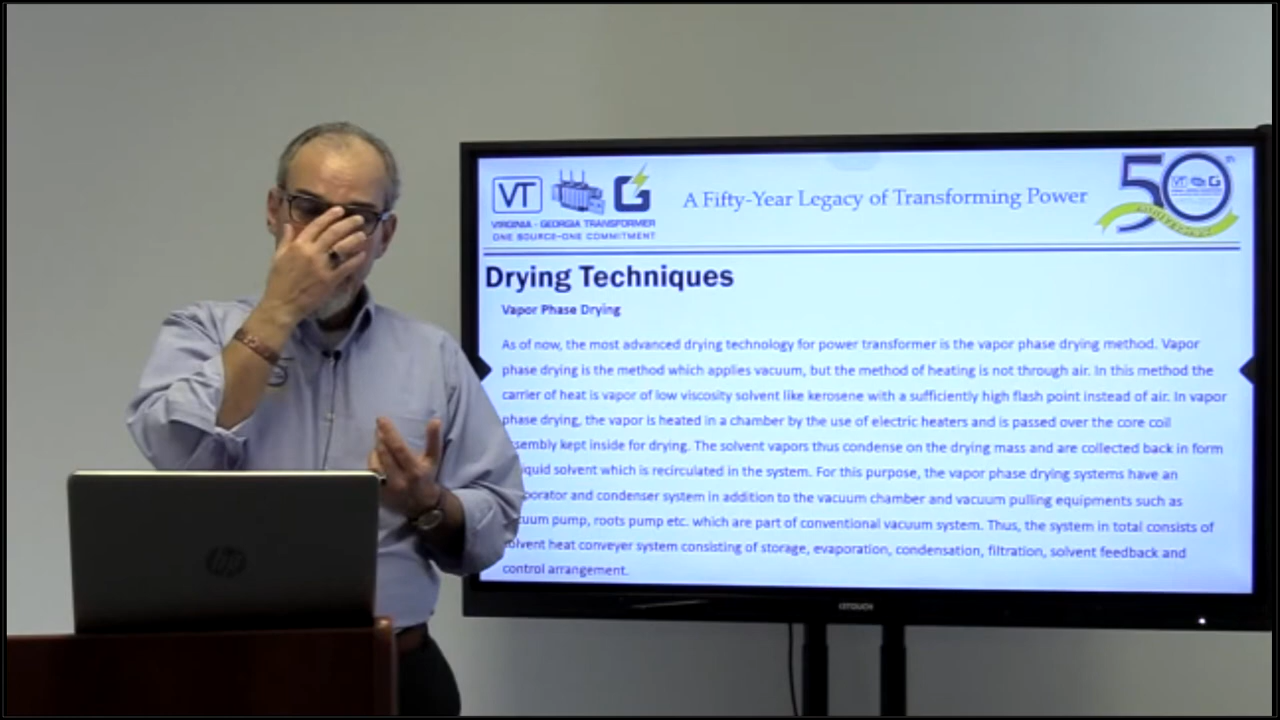 VT
G
VIRGINIA - GEORGIA TRANSFORMER
ONE SOURCE-ONE COMMITMENT
A Fifty-Year Legacy of Transforming Power
50th
ANNIVERSARY
Drying Techniques
Vapor Phase Drying
As of now, the most advanced drying technology for power transformer is the vapor phase drying method. Vapor
phase drying is the method which applies vacuum, but the method of heating is not through air. In this method the
carrier of heat is vapor of low viscosity solvent like kerosene with a sufficiently high flash point instead of air. In vapor
phase drying, the vapor is heated in a chamber by the use of electric heaters and is passed over the core coil
ssembly kept inside for drying. The solvent vapors thus condense on the drying mass and are collected back in form
iquid solvent which is recirculated in the system. For this purpose, the vapor phase drying systems have an
porator and condenser system in addition to the vacuum chamber and vacuum pulling equipments such as
cuum pump, roots pump etc. which are part of conventional vacuum system. Thus, the system in total consists of
olvent heat conveyer system consisting of storage, evaporation, condensation, filtration, solvent feedback and
control arrangement.
hp